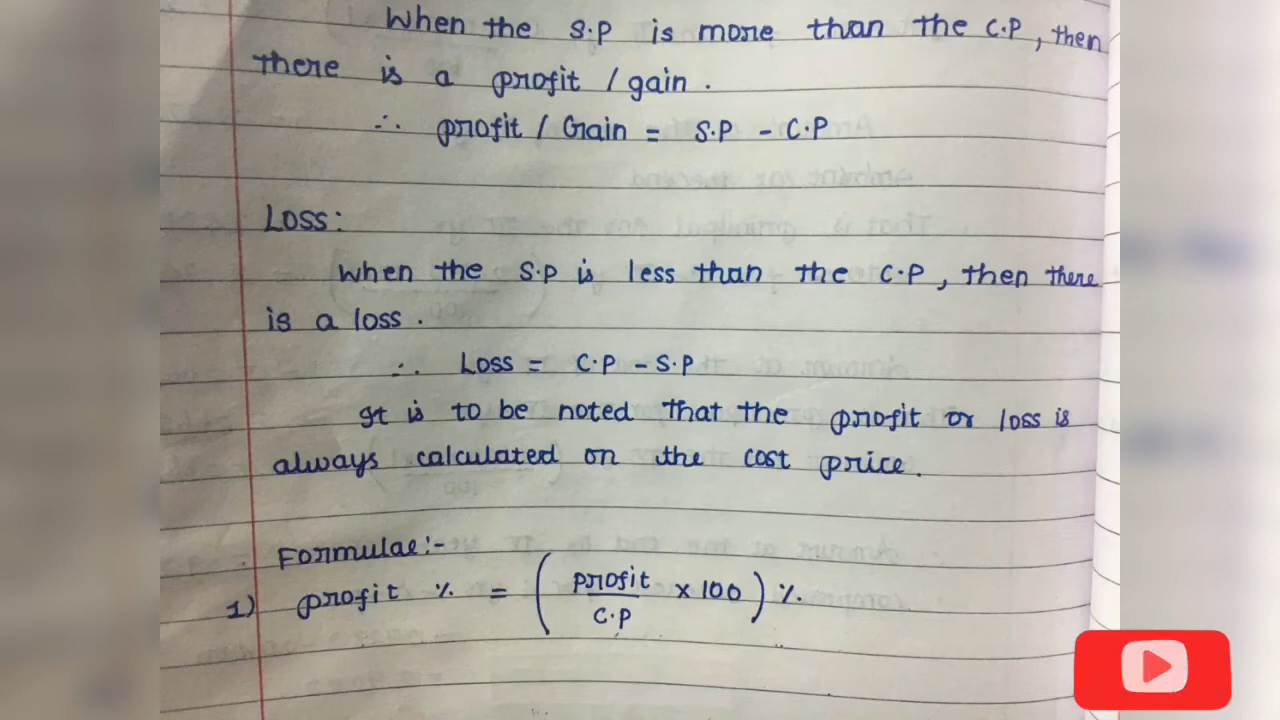 When the S.P is more than the C.P, then
there is a profit / gain.
∴ profit / Gain = S.P - C.P
Loss:
When the S.P is less than the C.P, then there
is a loss.
∴ Loss = C.P - S.P
It is to be noted that the profit or loss is
always calculated on the cost price.
Formulae:-
1) profit % = ( profit / C.P × 100 ) %.